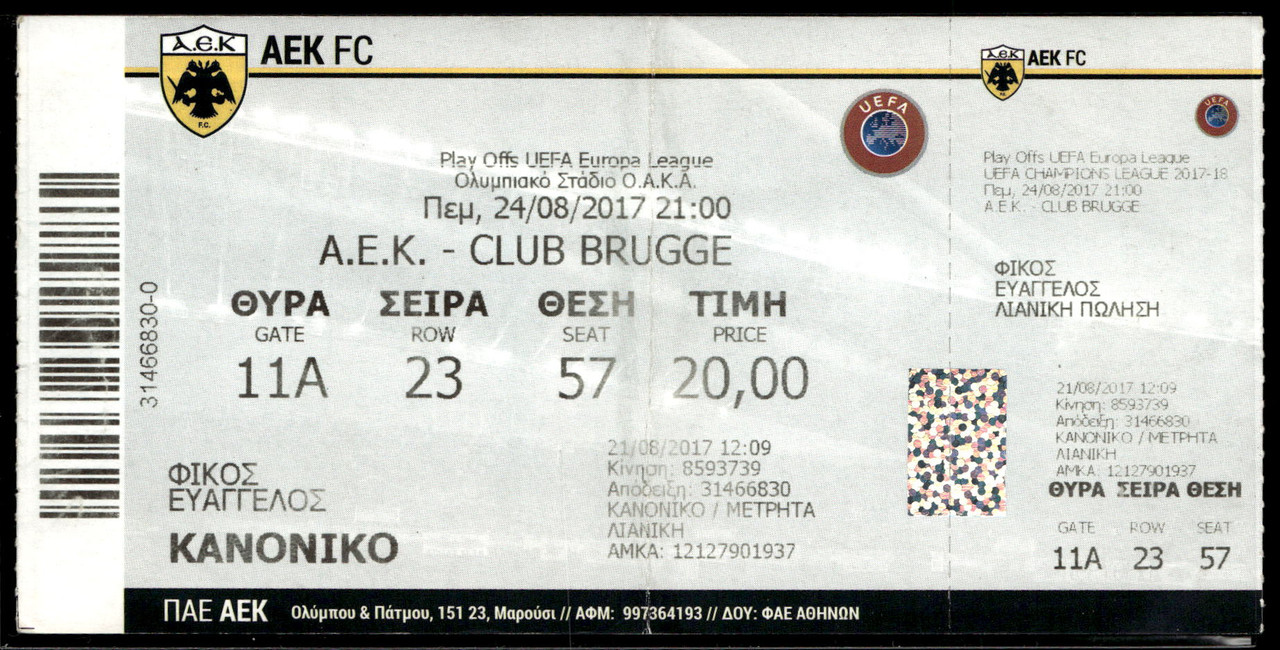 Α.Ε.Κ
F.C.
AEK FC
UEFA
Play Offs UEFA Europa League
Ολυμπιακό Στάδιο Ο.Α.Κ.Α.
Πεμ, 24/08/2017 21:00
Α.Ε.Κ. - CLUB BRUGGE
ΘΥΡΑ ΣΕΙΡΑ ΘΕΣΗ ΤΙΜΗ
GATE ROW SEAT PRICE
11Α 23 57 20,00
31466830-0
ΦΙΚΟΣ
ΕΥΑΓΓΕΛΟΣ
ΚΑΝΟΝΙΚΟ
21/08/2017 12:09
Κίνηση: 8593739
Απόδειξη: 31466830
ΚΑΝΟΝΙΚΟ / ΜΕΤΡΗΤΑ
ΛΙΑΝΙΚΗ
ΑΜΚΑ: 12127901937
ΠΑΕ ΑΕΚ Ολύμπου & Πάτμου, 151 23, Μαρούσι // ΑΦΜ: 997364193 // ΔΟΥ: ΦΑΕ ΑΘΗΝΩΝ
Α.Ε.Κ
AEK FC
UEFA
Play Offs UEFA Europa League
UEFA CHAMPIONS LEAGUE 2017-18
Πεμ, 24/08/2017 21:00
Α.Ε.Κ. - CLUB BRUGGE
ΦΙΚΟΣ
ΕΥΑΓΓΕΛΟΣ
ΛΙΑΝΙΚΗ ΠΩΛΗΣΗ
21/08/2017 12:09
Κίνηση: 8593739
Απόδειξη: 31466830
ΚΑΝΟΝΙΚΟ / ΜΕΤΡΗΤΑ
ΛΙΑΝΙΚΗ
ΑΜΚΑ: 12127901937
ΘΥΡΑ ΣΕΙΡΑ ΘΕΣΗ
GATE ROW SEAT
11Α 23 57